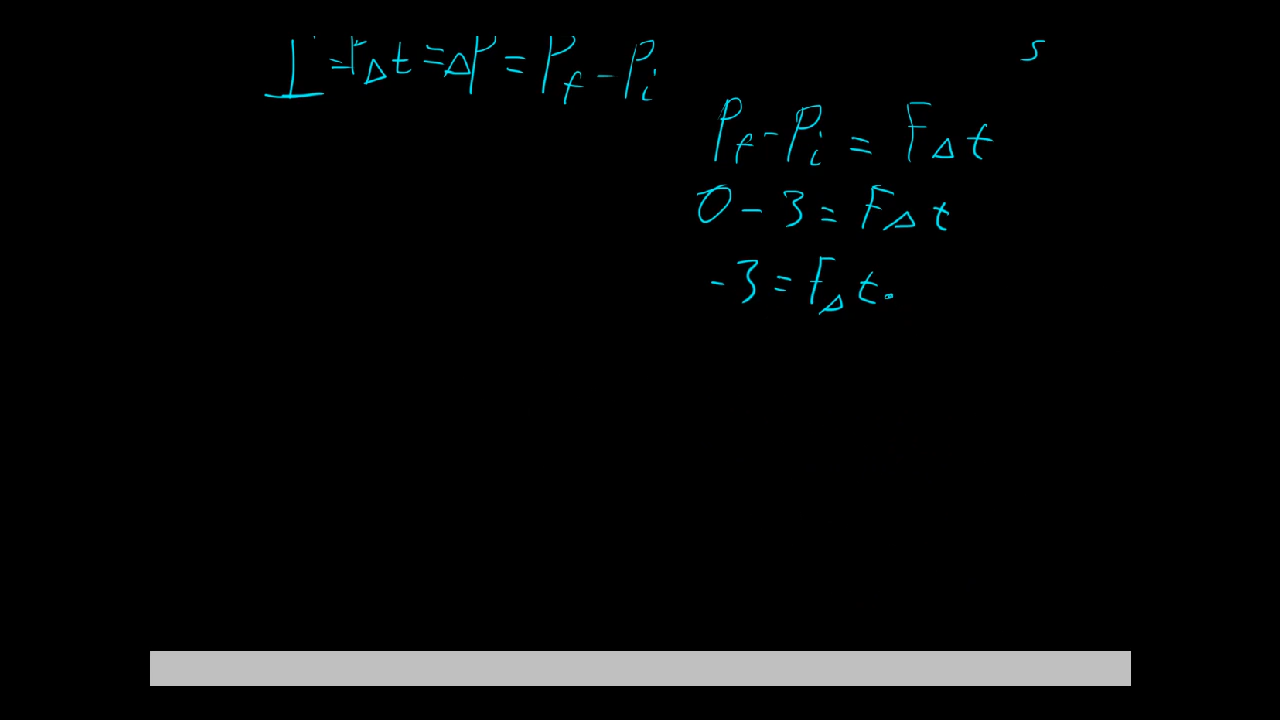 I = FΔt = ΔP = Pf - Pi
s
Pf - Pi = FΔt
0 - 3 = FΔt
-3 = FΔt.